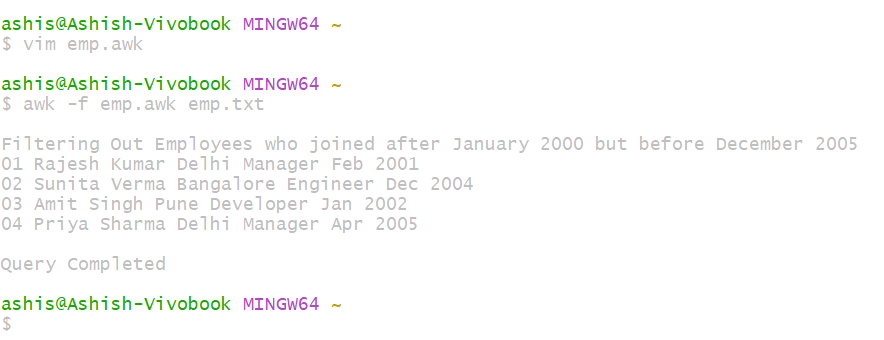 ashis@Ashish-Vivobook MINGW64 ~
$ vim emp.awk
ashis@Ashish-Vivobook MINGW64 ~
$ awk -f emp.awk emp.txt
Filtering Out Employees who joined after January 2000 but before December 2005
01 Rajesh Kumar Delhi Manager Feb 2001
02 Sunita Verma Bangalore Engineer Dec 2004
03 Amit Singh Pune Developer Jan 2002
04 Priya Sharma Delhi Manager Apr 2005
Query Completed
ashis@Ashish-Vivobook MINGW64 ~
$